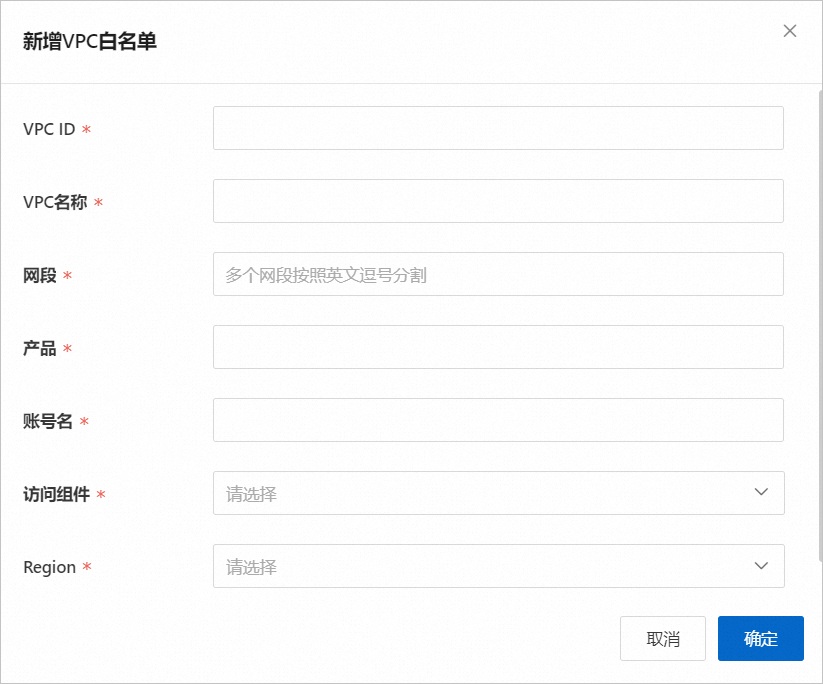 新增VPC白名单
VPC ID *
VPC名称 *
网段 *
多个网段按照英文逗号分割
产品 *
账号名 *
访问组件 *
请选择
Region *
请选择
取消
确定